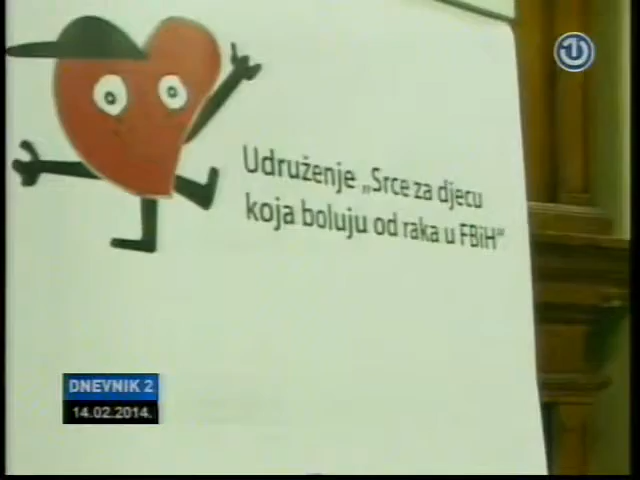 Udruženje „Srce za djecu
koja boluju od raka u FBiH“
DNEVNIK 2
14.02.2014.